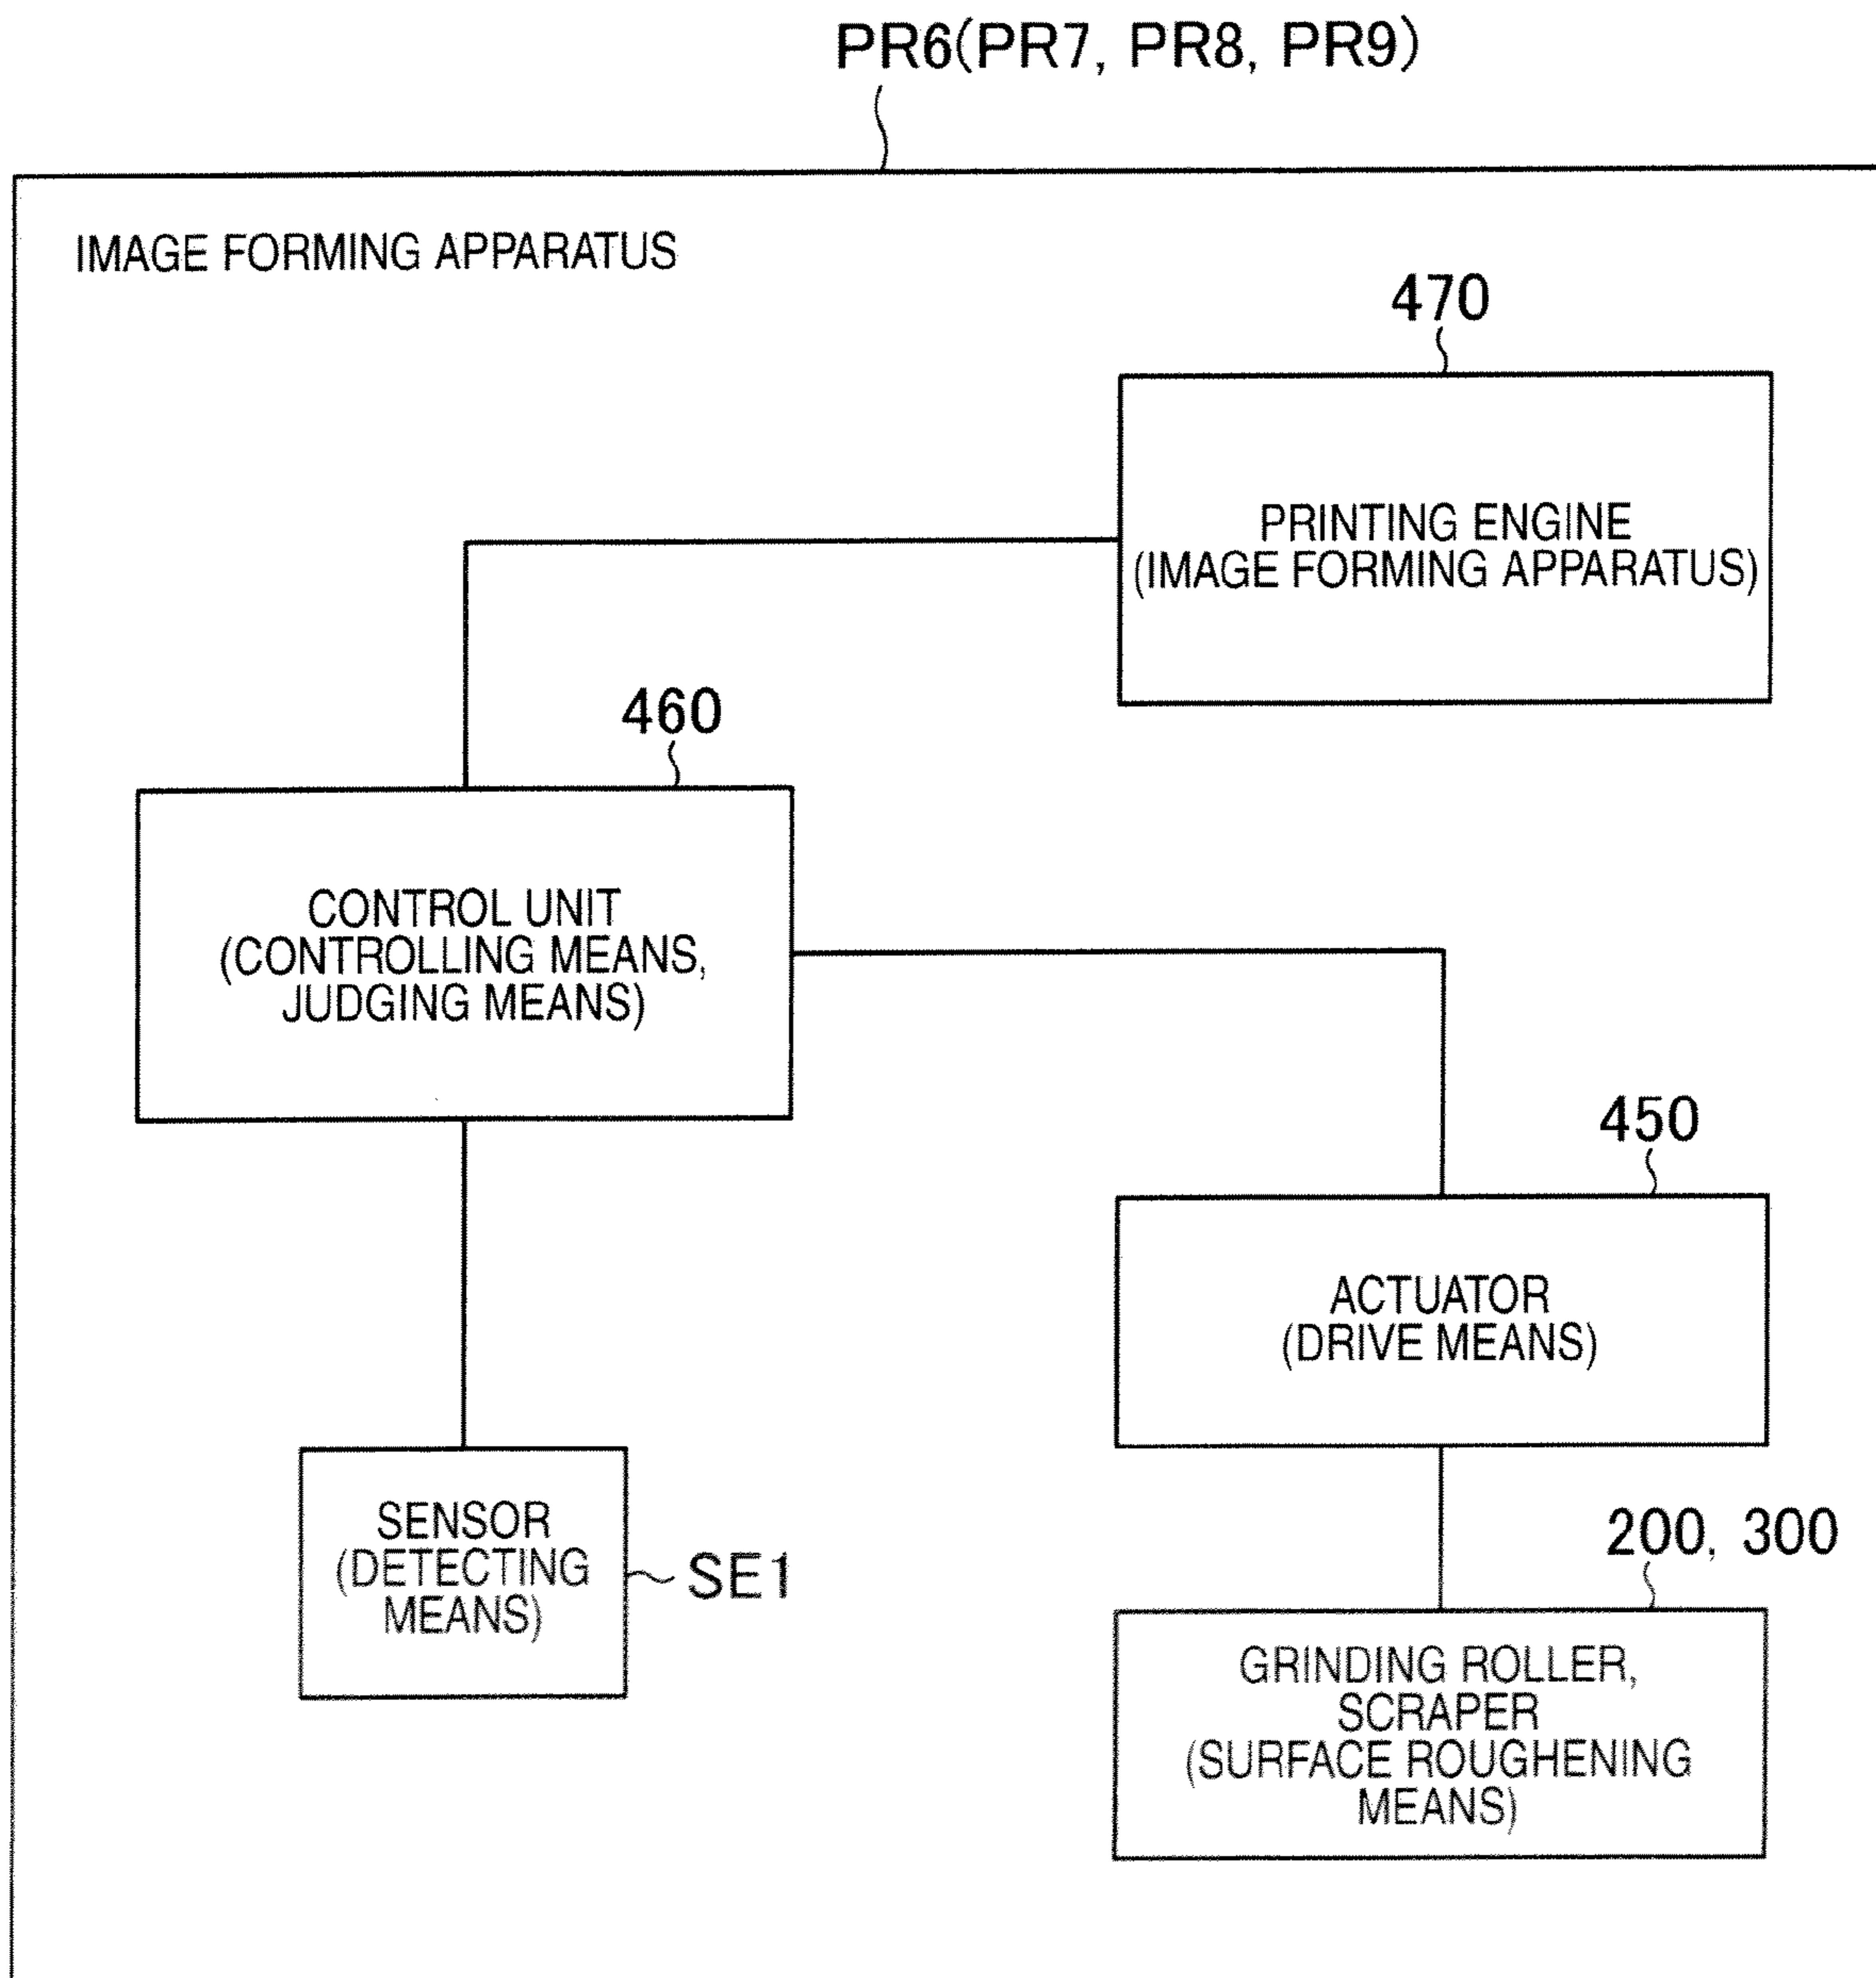 PR6(PR7, PR8, PR9)
IMAGE FORMING APPARATUS
470
PRINTING ENGINE
(IMAGE FORMING APPARATUS)
460
CONTROL UNIT
(CONTROLLING MEANS,
JUDGING MEANS)
450
ACTUATOR
(DRIVE MEANS)
SENSOR
(DETECTING
MEANS)
SE1
200, 300
GRINDING ROLLER,
SCRAPER
(SURFACE ROUGHENING
MEANS)